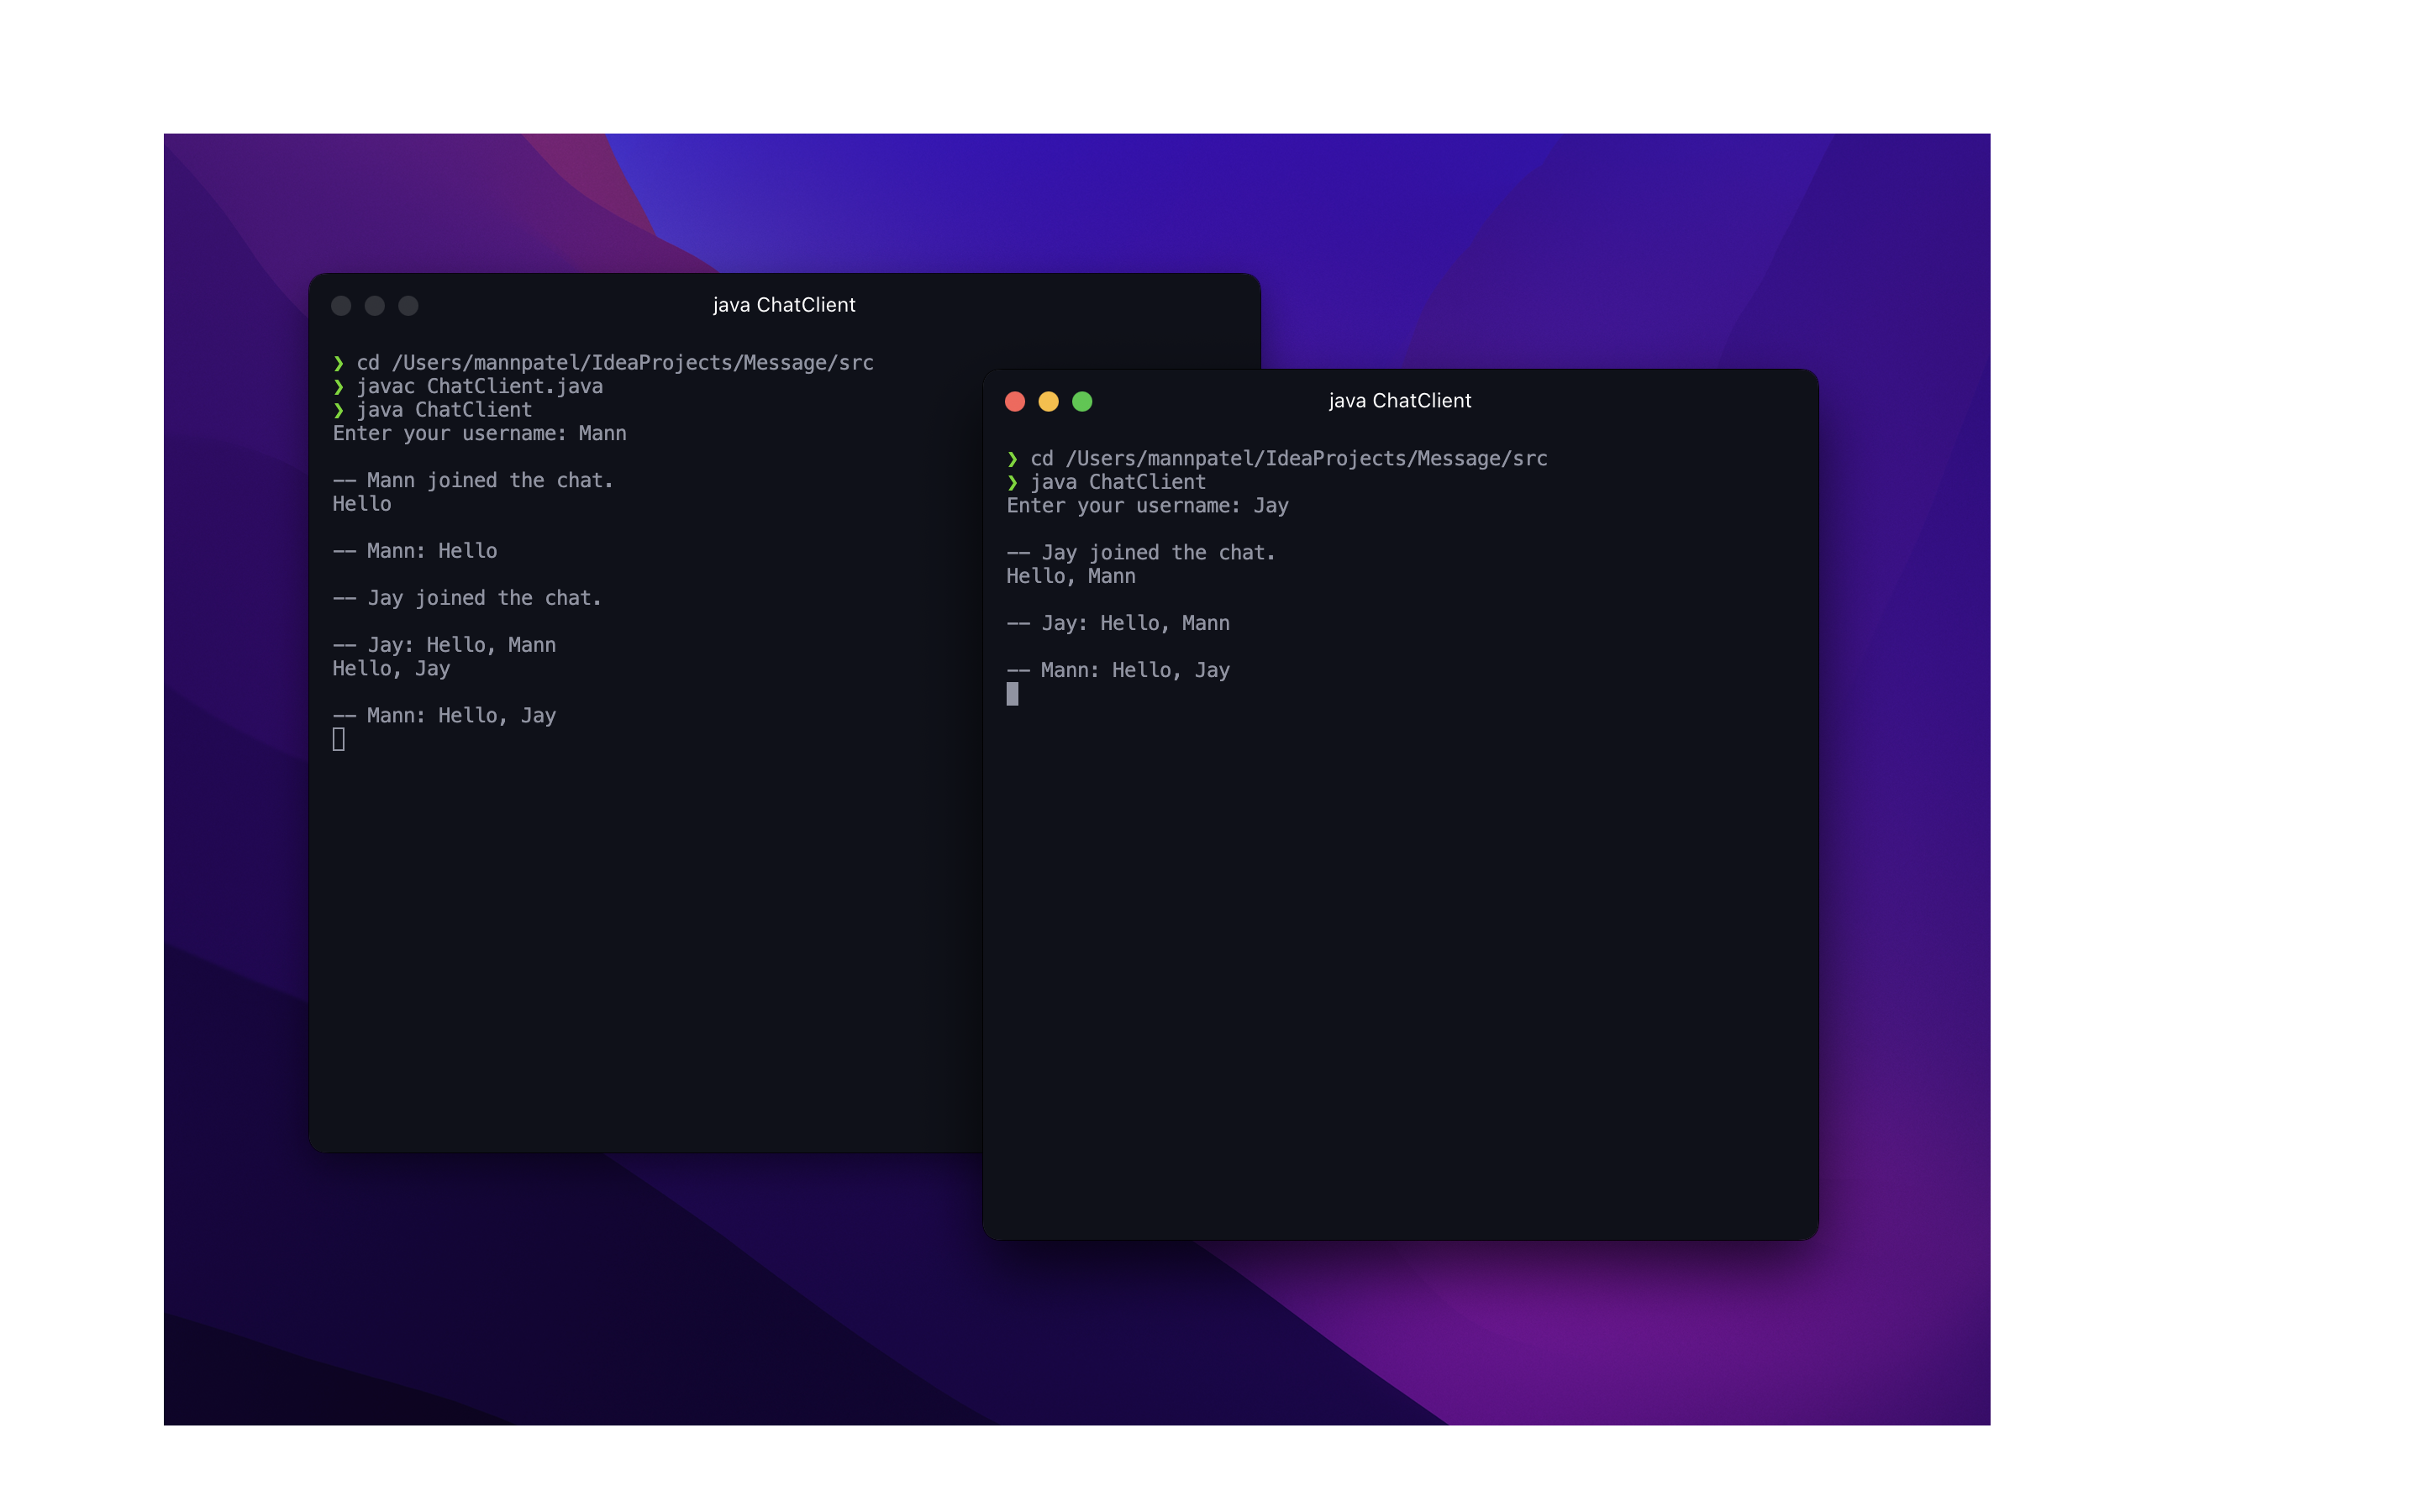 java ChatClient
❯ cd /Users/mannpatel/IdeaProjects/Message/src
❯ javac ChatClient.java
❯ java ChatClient
Enter your username: Mann
-- Mann joined the chat.
Hello
-- Mann: Hello
-- Jay joined the chat.
-- Jay: Hello, Mann
Hello, Jay
-- Mann: Hello, Jay
java ChatClient
❯ cd /Users/mannpatel/IdeaProjects/Message/src
❯ java ChatClient
Enter your username: Jay
-- Jay joined the chat.
Hello, Mann
-- Jay: Hello, Mann
-- Mann: Hello, Jay